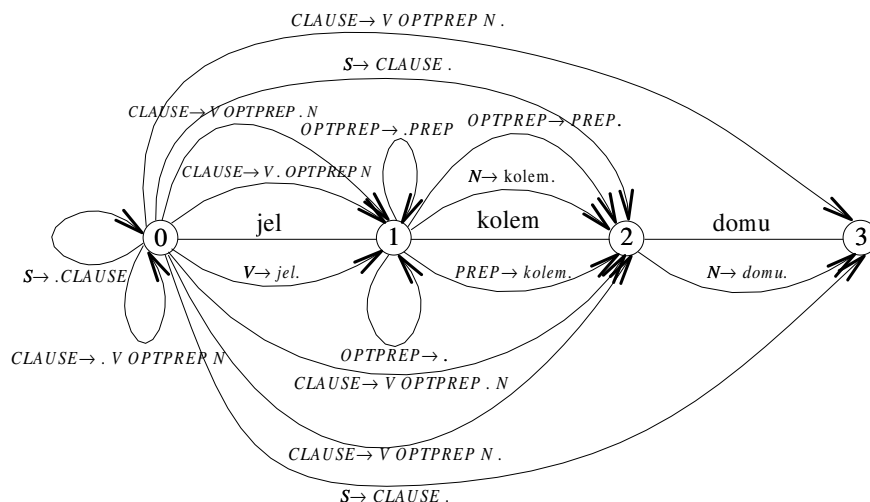 CLAUSE→ V OPTPREP N .
S→ CLAUSE .
CLAUSE→ V OPTPREP . N
OPTPREP→ .PREP
OPTPREP→ PREP.
CLAUSE→ V. OPTPREP N
N→ kolem.
jel
kolem
domu
0
1
2
3
S→ .CLAUSE
V→ jel.
PREP→ kolem.
N→ domu.
CLAUSE→ . V OPTPREP N
OPTPREP→ .
CLAUSE→ V OPTPREP . N
CLAUSE→ V OPTPREP N .
S→ CLAUSE .